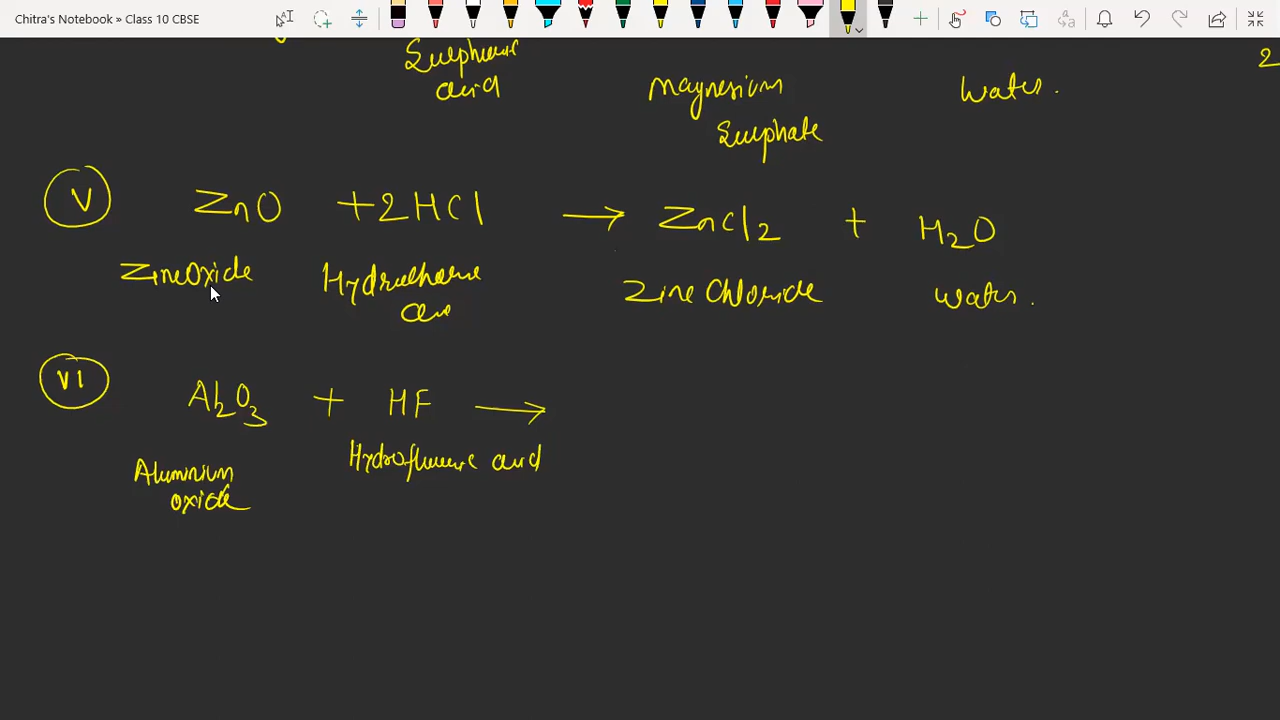 Chitra's Notebook » Class 10 CBSE
Sulphuric
acid
Magnesium
Sulphate
Water.
2
V ZnO + 2HCl → ZnCl2 + H2O
Zinc Oxide Hydrochloric Zinc Chloride Water.
VI Al2O3 + HF →
Hydrofluoric acid
Aluminium
oxide